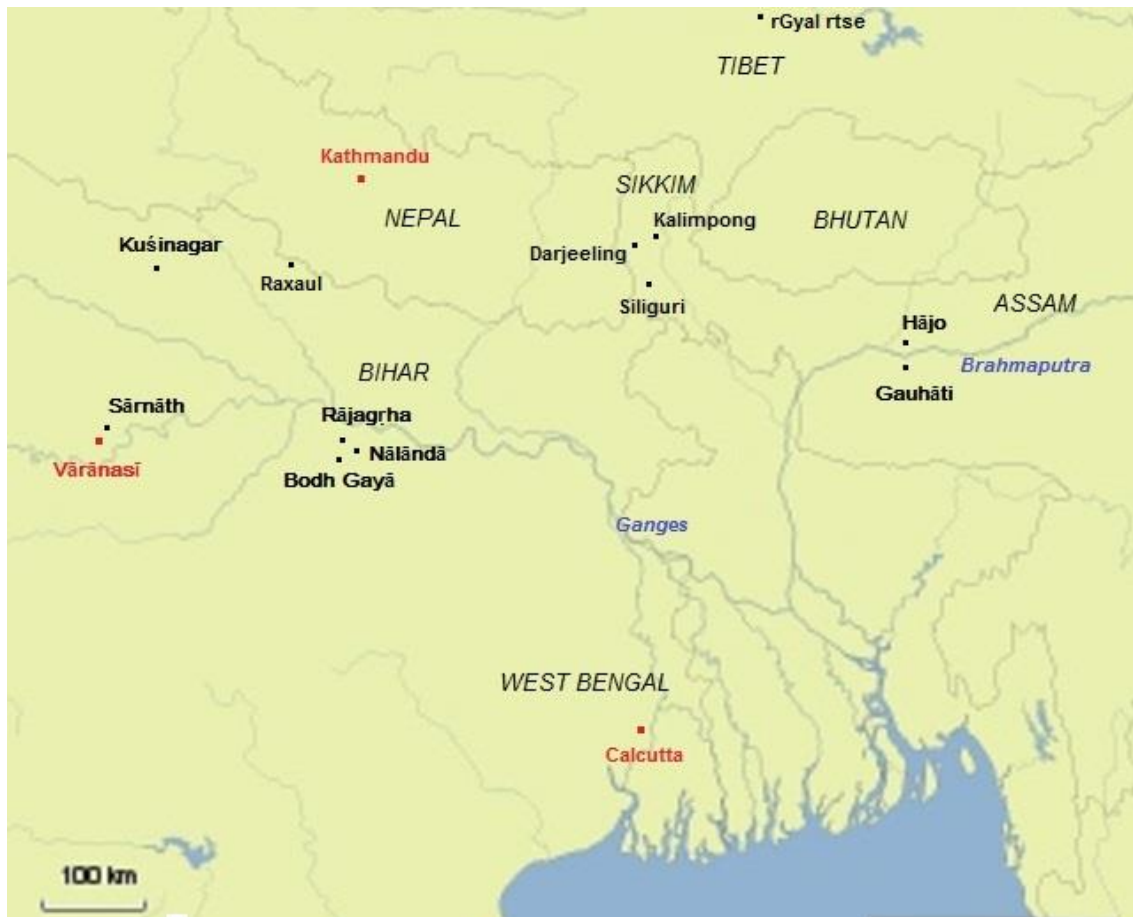 rGyal rtse
TIBET
Kathmandu
SIKKIM
NEPAL
Kalimpong
BHUTAN
Kuśinagar
Darjeeling
Raxaul
Siliguri
ASSAM
Hājo
BIHAR
Brahmaputra
Gauhāti
Sārnāth
Rājagṛha
Nālāndā
Vārānasī
Bodh Gayā
Ganges
WEST BENGAL
Calcutta
100 km